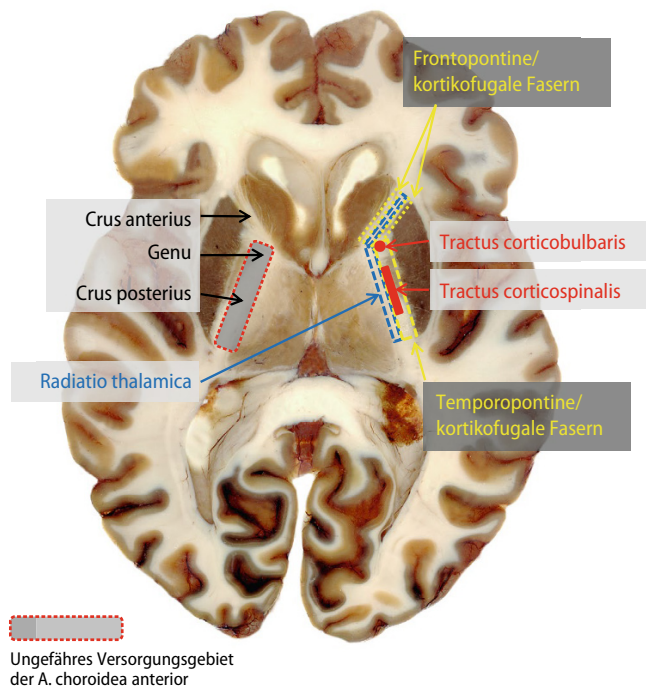 Frontopontine/
kortikofugale Fasern
Crus anterius
Genu
Crus posterius
Tractus corticobulbaris
Tractus corticospinalis
Radiatio thalamica
Temporopontine/
kortikofugale Fasern
Ungefähres Versorgungsgebiet
der A. choroidea anterior